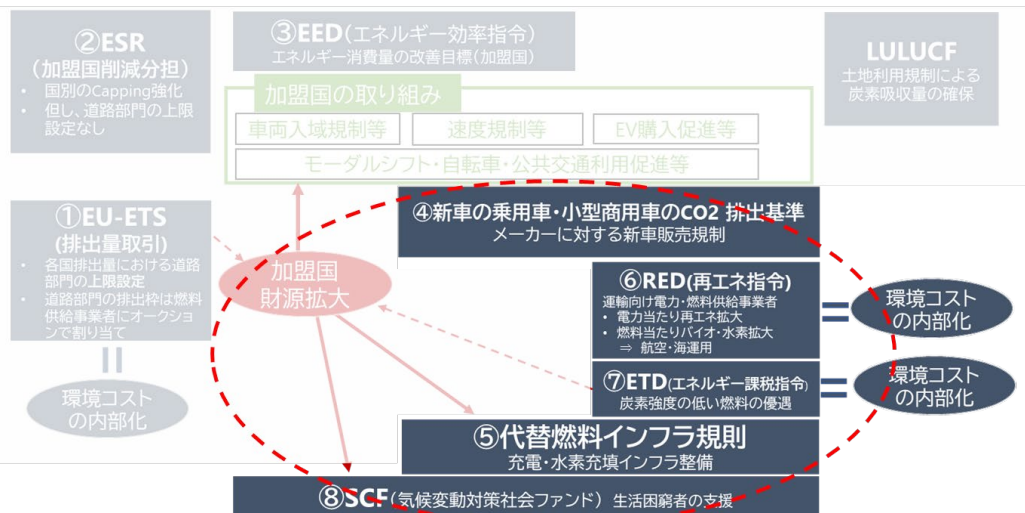 ②ESR
(加盟国削減分担)
• 国別のCapping強化
• 但し、道路部門の上限
設定なし
③EED(エネルギー効率指令)
エネルギー消費量の改善目標(加盟国)
LULUCF
土地利用規制による
炭素吸収量の確保
加盟国の取り組み
車両入域規制等
速度規制等
EV購入促進等
モーダルシフト・自転車・公共交通利用促進等
①EU-ETS
(排出量取引)
• 各国排出量における道路
部門の上限設定
• 道路部門の排出枠は燃料
供給事業者にオークショ
ンで割り当て
環境コスト
の内部化
加盟国
財源拡大
④新車の乗用車・小型商用車のCO2 排出基準
メーカーに対する新車販売規制
⑥RED(再エネ指令)
運輸向け電力・燃料供給事業者
• 電力当たり再エネ拡大
• 燃料当たりバイオ・水素拡大
⇒ 航空・海運用
環境コスト
の内部化
⑦ETD(エネルギー課税指令)
炭素強度の低い燃料の優遇
環境コスト
の内部化
⑤代替燃料インフラ規則
充電・水素充填インフラ整備
⑧SCF(気候変動対策社会ファンド) 生活困窮者の支援